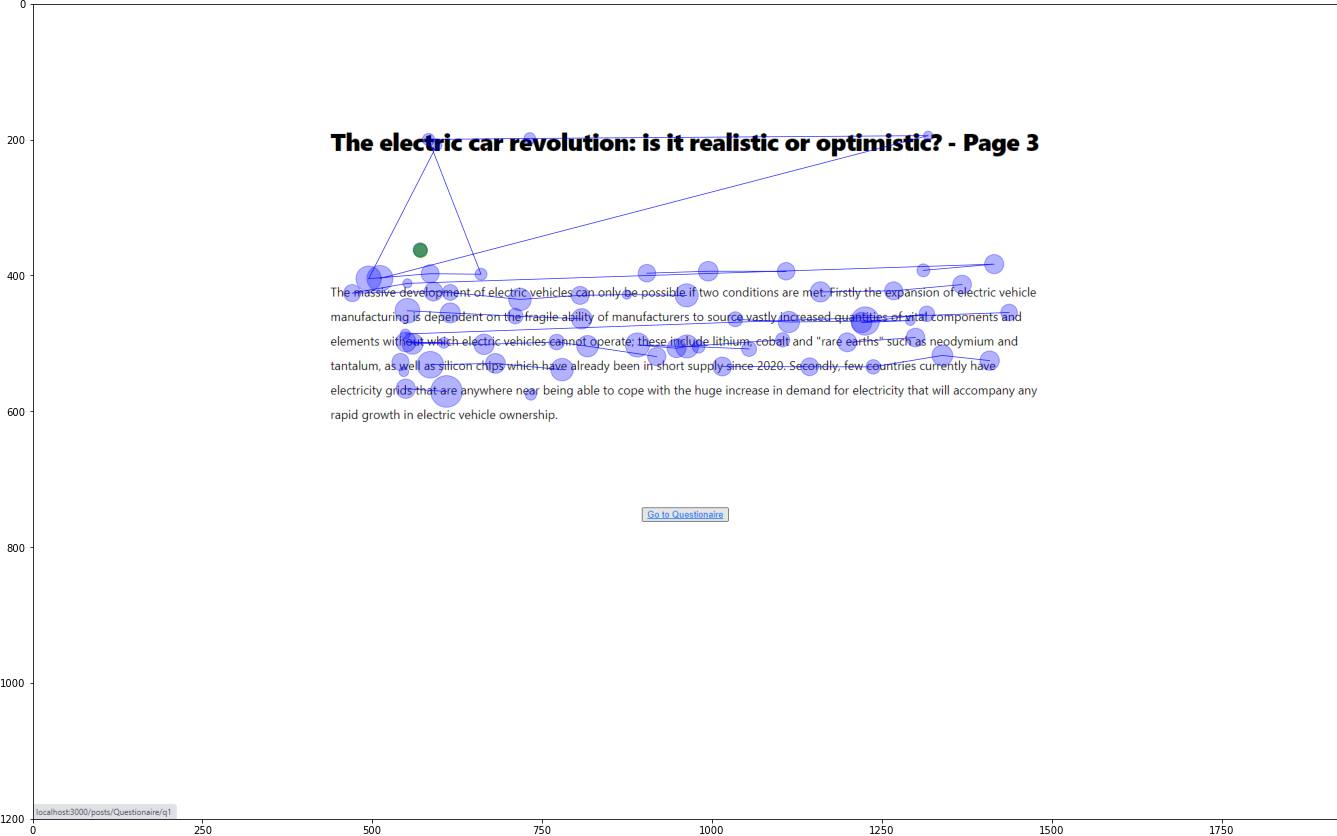 0
200
The electric car revolution: is it realistic or optimistic? - Page 3
400
The massive development of electric vehicles can only be possible if two conditions are met. Firstly the expansion of electric vehicle
manufacturing is dependent on the fragile ability of manufacturers to source vastly increased quantities of vital components and
elements without which electric vehicles cannot operate; these include lithium, cobalt and "rare earths" such as neodymium and
tantalum, as well as silicon chips which have already been in short supply since 2020. Secondly, few countries currently have
electricity grids that are anywhere near being able to cope with the huge increase in demand for electricity that will accompany any
600
rapid growth in electric vehicle ownership.
Go to Questionaire
800
1000
localhost:3000/posts/Questionaire/q1
1200
0 250 500 750 1000 1250 1500 1750